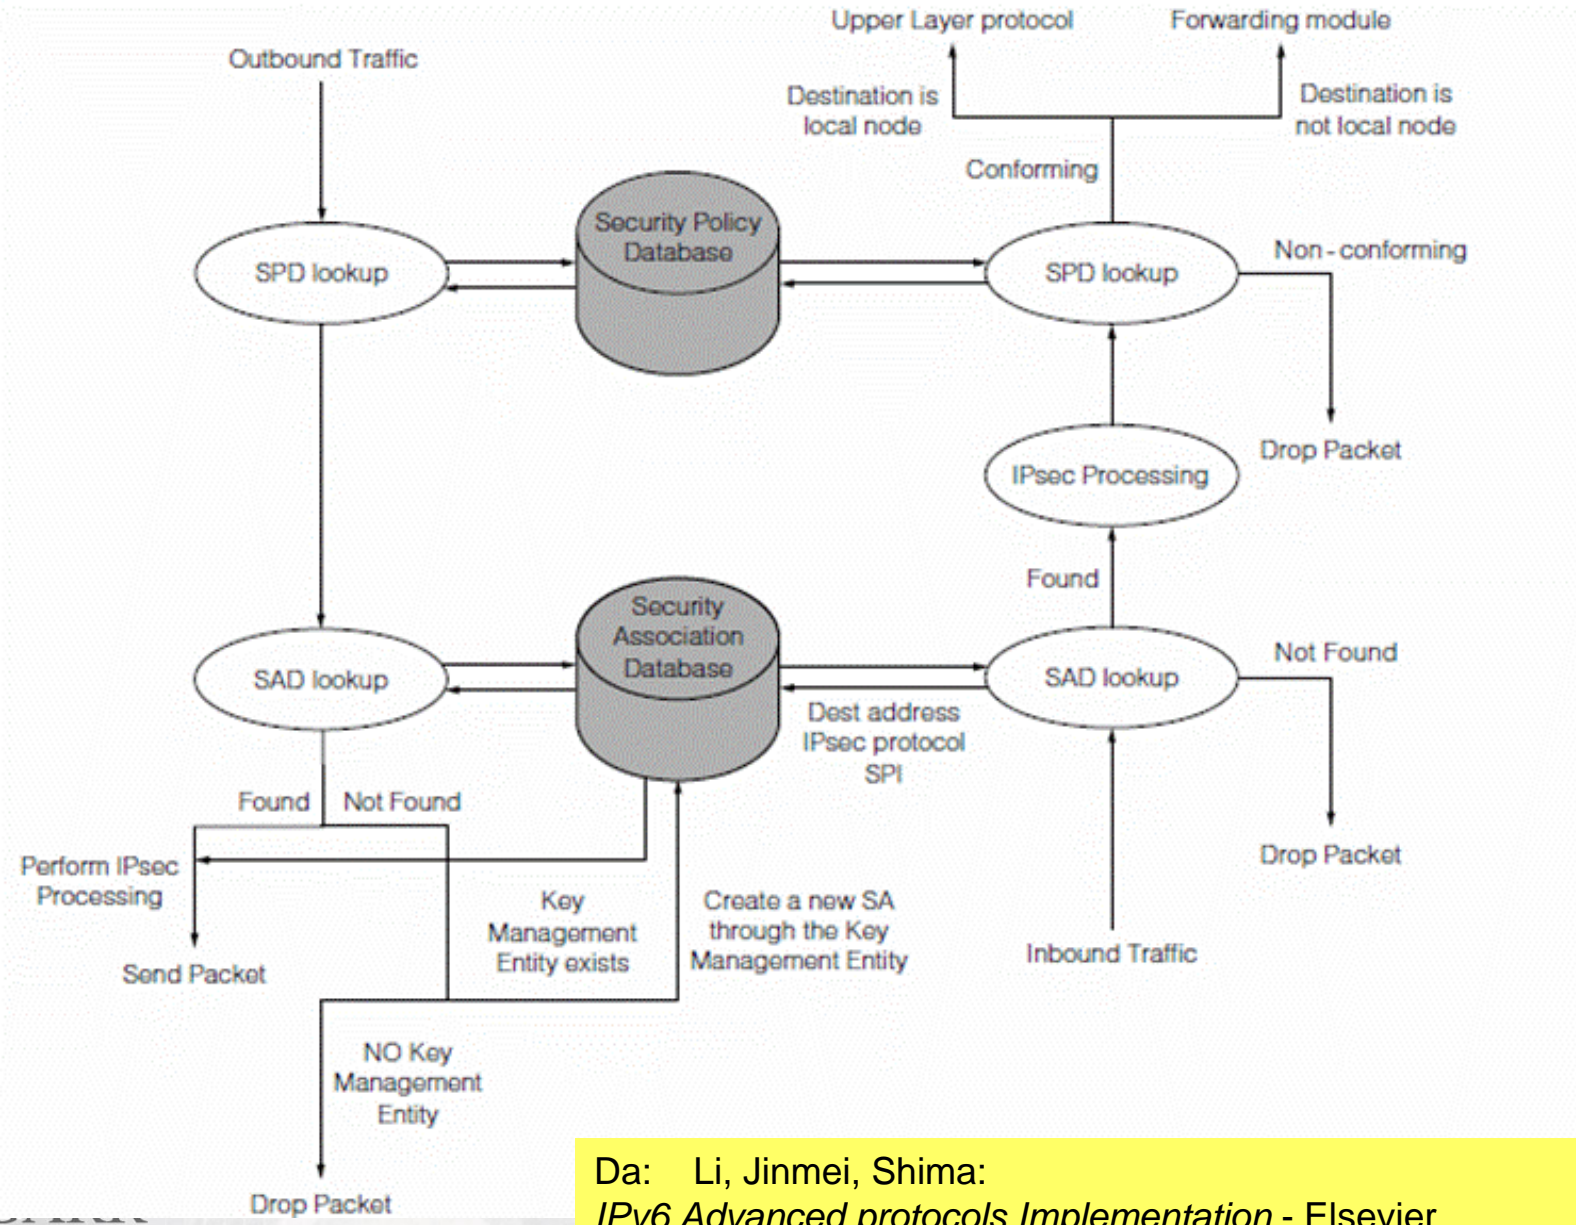 Upper Layer protocol
Forwarding module
Outbound Traffic
Destination is
local node
Destination is
not local node
Conforming
Security Policy
Database
SPD lookup
SPD lookup
Non-conforming
Drop Packet
IPsec Processing
Found
Security
Association
Database
SAD lookup
SAD lookup
Not Found
Dest address
IPsec protocol
SPI
Found
Not Found
Drop Packet
Perform IPsec
Processing
Key
Management
Entity exists
Create a new SA
through the Key
Management Entity
Inbound Traffic
Send Packet
NO Key
Management
Entity
Drop Packet
Da: Li, Jinmei, Shima:
IPv6 Advanced protocols Implementation - Elsevier